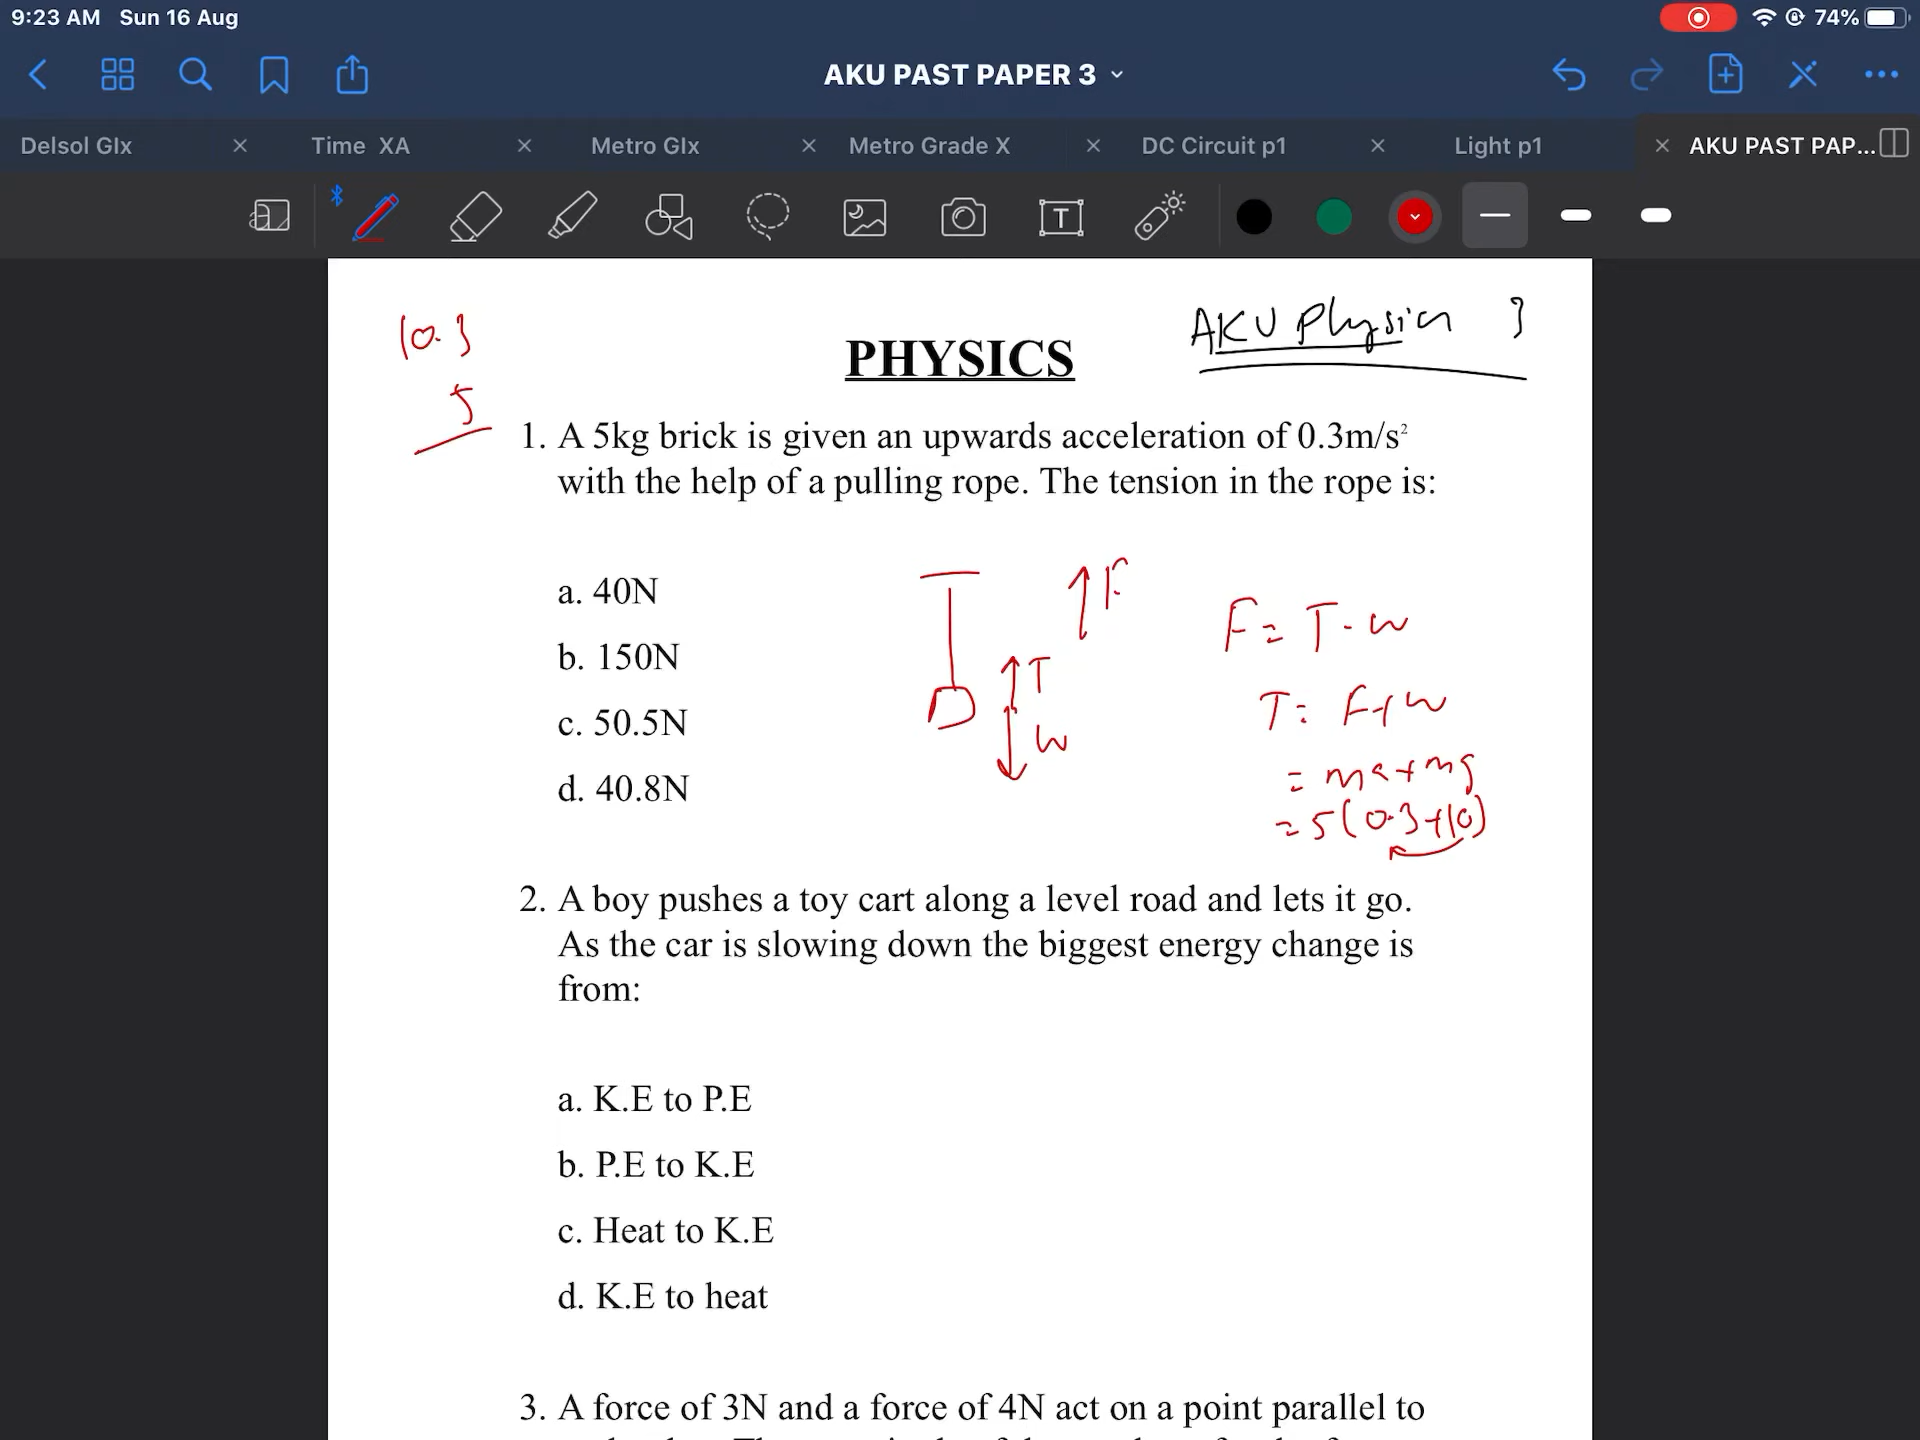 9:23 AM Sun 16 Aug
74%
AKU PAST PAPER 3
Delsol GIx
Time XA
Metro GIx
Metro Grade X
DC Circuit p1
Light p1
AKU PAST PAP...
AKU Physics 3
10.3
5
PHYSICS
1. A 5kg brick is given an upwards acceleration of 0.3m/s²
with the help of a pulling rope. The tension in the rope is:
a. 40N
b. 150N
c. 50.5N
d. 40.8N
F
T
W
F = T - W
T = F + W
= ma + mg
= 5(0.3+10)
2. A boy pushes a toy cart along a level road and lets it go.
As the car is slowing down the biggest energy change is
from:
a. K.E to P.E
b. P.E to K.E
c. Heat to K.E
d. K.E to heat
3. A force of 3N and a force of 4N act on a point parallel to